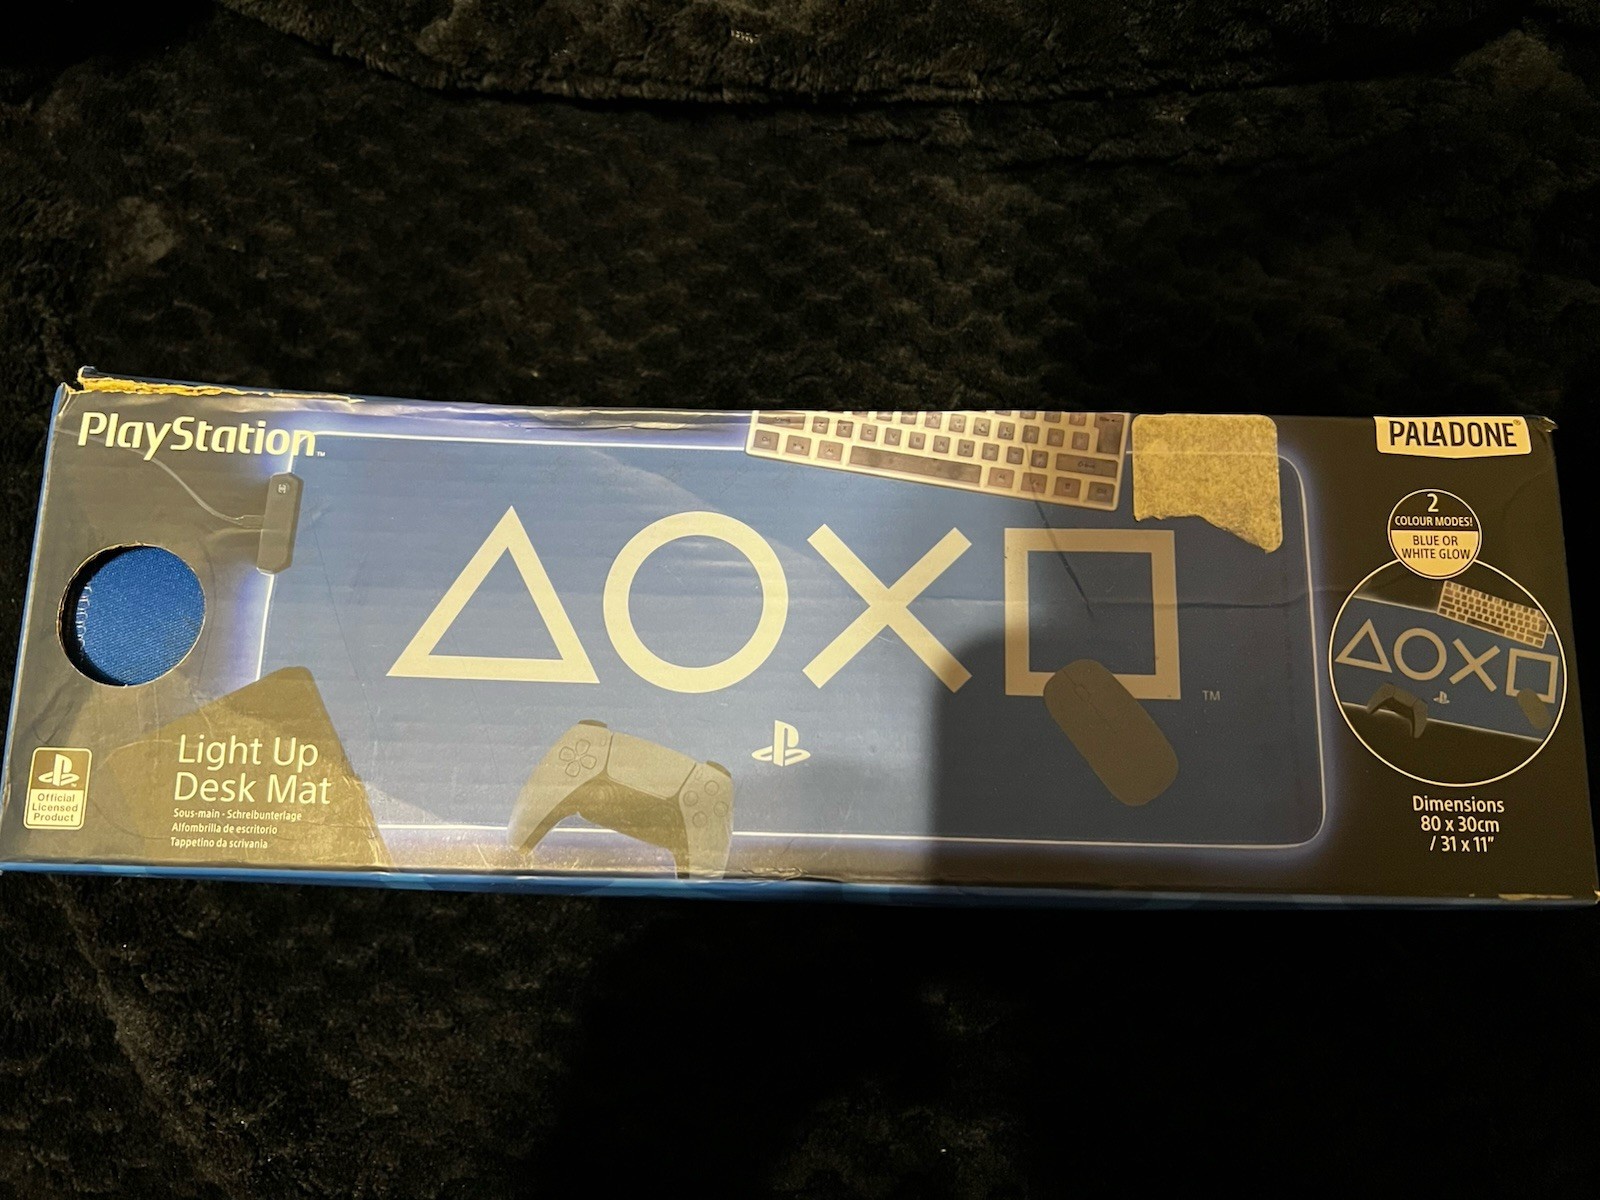 PlayStation™
PALADONE®
2
COLOUR MODES!
BLUE OR
WHITE GLOW
TM
Light Up
Desk Mat
Sous-main - Schreibunterlage
Alfombrilla de escritorio
Tappetino da scrivania
Official
Licensed
Product
Dimensions
80 x 30cm
/ 31 x 11"